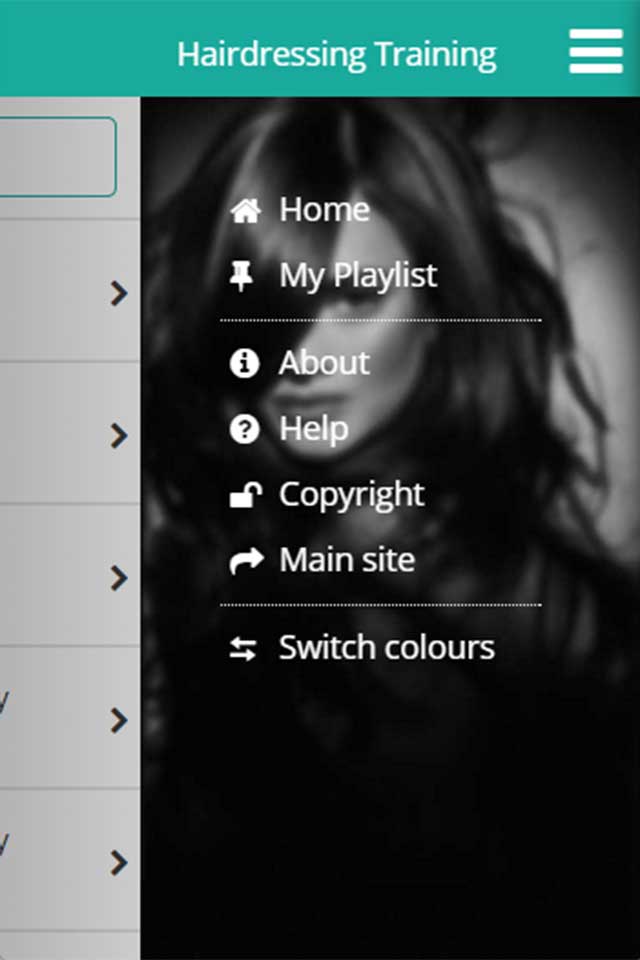 Hairdressing Training
Home
My Playlist
About
Help
Copyright
Main site
Switch colours
y
y